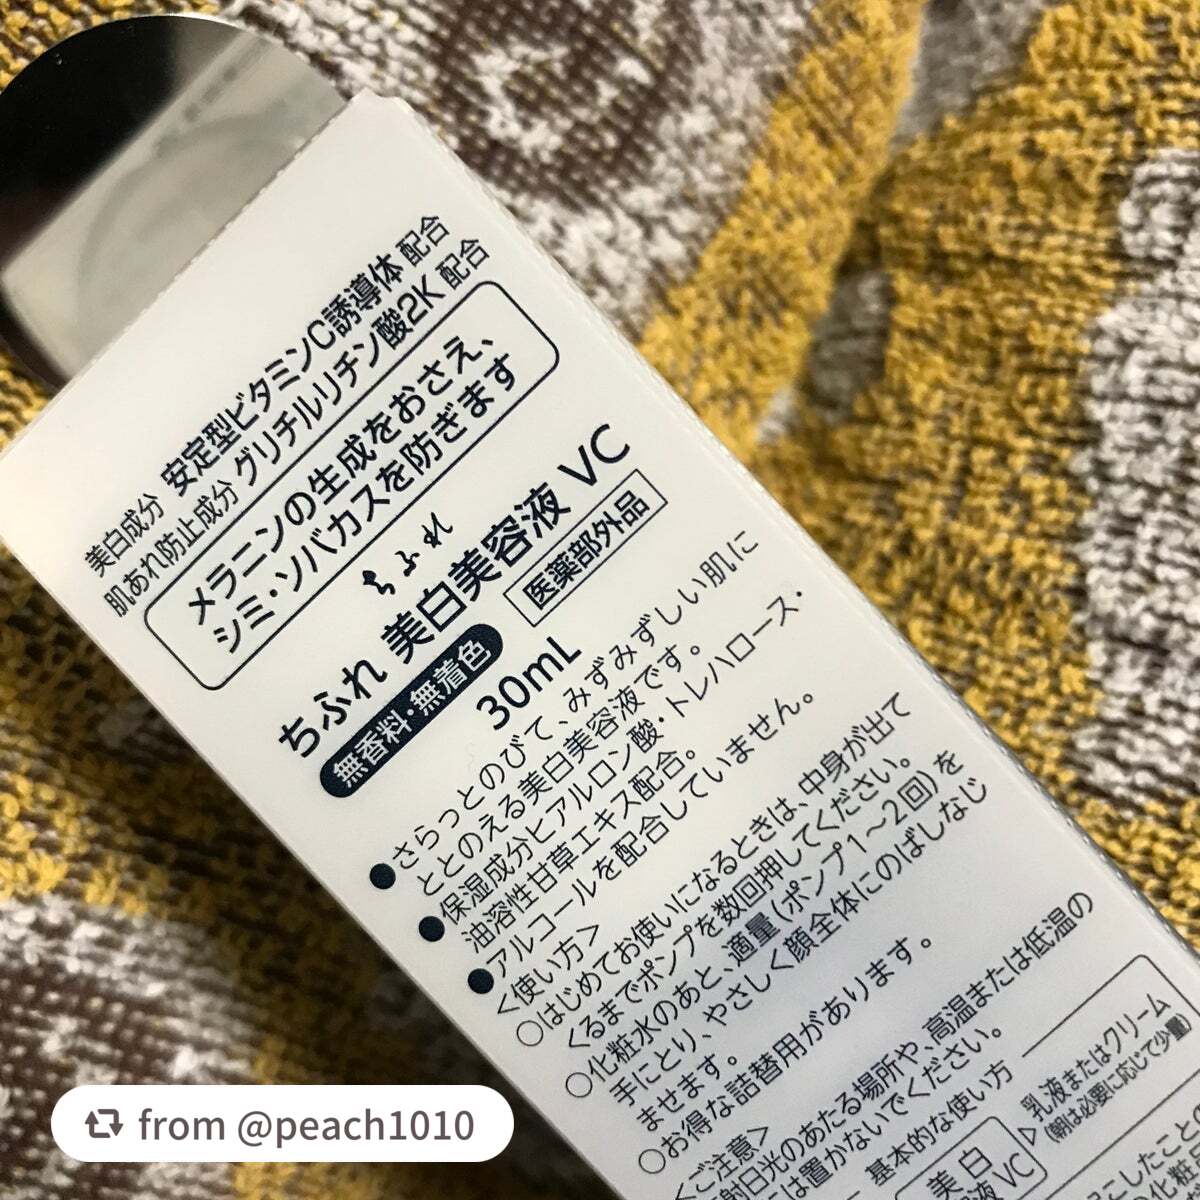 美白成分 安定型ビタミンC誘導体 配合
肌あれ防止成分 グリチルリチン酸2K 配合
メラニンの生成をおさえ、
シミ・ソバカスを防ぎます
ちふれ
ちふれ 美白美容液 VC
無香料・無着色
医薬部外品
30mL
●さらっとのびて、みずみずしい肌に
ととのえる美白美容液です。
●保湿成分ヒアルロン酸・トレハロース・
油溶性甘草エキス配合。
●アルコールを配合していません。
<使い方>
○はじめてお使いになるときは、中身が出て
くるまでポンプを数回押してください。
○化粧水のあと、適量(ポンプ1～2回)を
手にとり、やさしく顔全体にのばしなじ
ませます。
○お得な詰替用があります。
<ご注意>
射日光のあたる場所や、高温または低温の
には置かないでください。
基本的な使い方
美白
液VC
乳液またはクリーム
(朝は必要に応じて少量)
from @peach1010